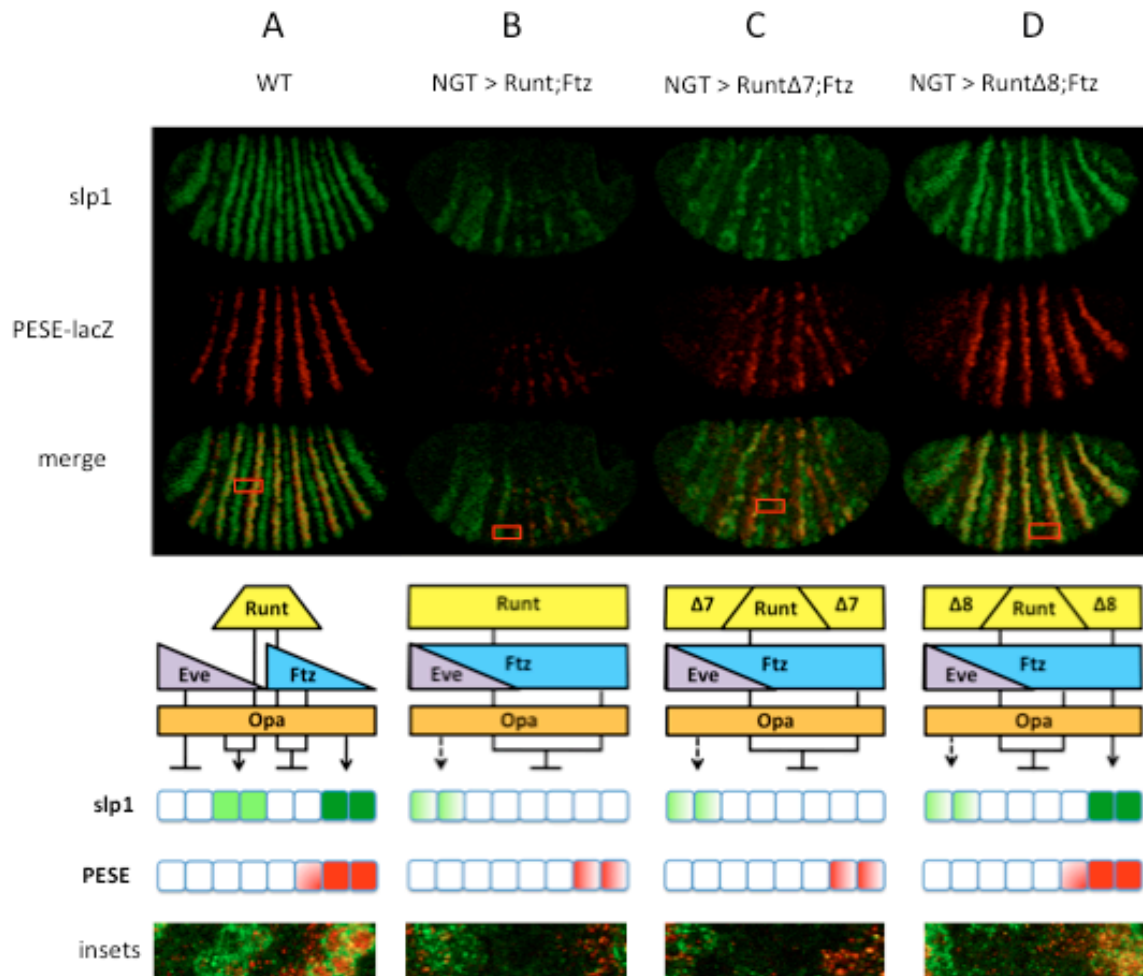 A B C D
WT NGT > Runt;Ftz NGT > RuntΔ7;Ftz NGT > RuntΔ8;Ftz
slp1
PESE-lacZ
merge
Runt Runt Δ7 Runt Δ7 Δ8 Runt Δ8
Eve Ftz Eve Ftz Eve Ftz Eve Ftz
Opa Opa Opa Opa
slp1
PESE
insets